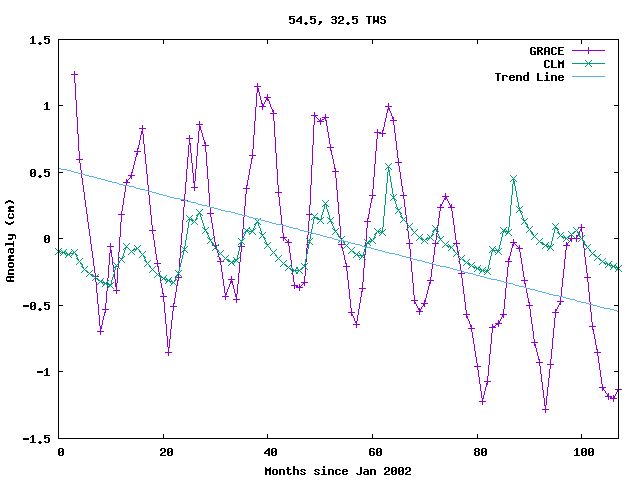 54.5, 32.5 TWS
GRACE
CLM
Trend Line
1.5
1
0.5
0
-0.5
-1
-1.5
Anomaly (cm)
0 20 40 60 80 100
Months since Jan 2002